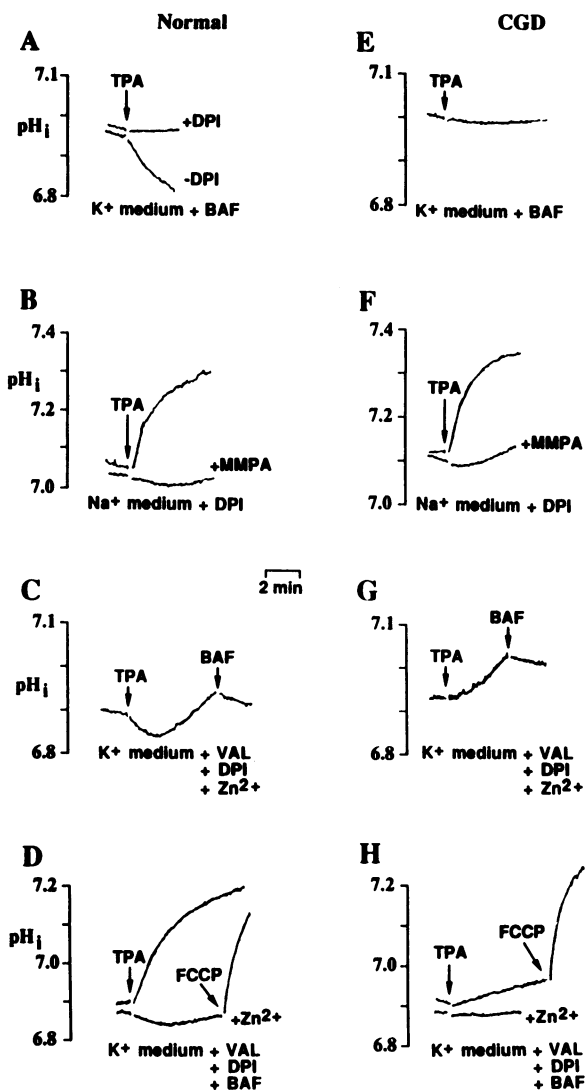 Normal
CGD
A
7.1
TPA
pHi
+DPI
-DPI
6.8
K+ medium + BAF
E
7.1
TPA
6.8
K+ medium + BAF
B
7.4
pHi
7.2
TPA
+MMPA
7.0
Na+ medium + DPI
F
7.4
TPA
7.2
+MMPA
7.0
Na+ medium + DPI
2 min
C
7.1
BAF
TPA
pHi
6.8
K+ medium + VAL
+ DPI
+ Zn2+
G
7.1
BAF
TPA
6.8
K+ medium + VAL
+ DPI
+ Zn2+
D
7.2
pHi
TPA
7.0
FCCP
+Zn2+
6.8
K+ medium + VAL
+ DPI
+ BAF
H
7.2
FCCP
TPA
7.0
+Zn2+
6.8
K+ medium + VAL
+ DPI
+ BAF